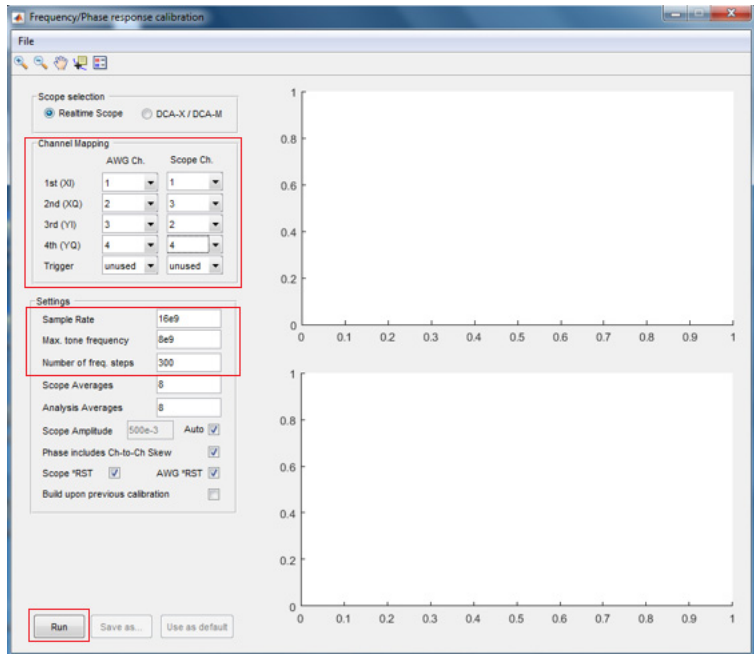 Frequency/Phase response calibration
File
Scope selection
Realtime Scope DCA-X / DCA-M
Channel Mapping
AWG Ch. Scope Ch.
1st (XI) 1 1
2nd (XQ) 2 3
3rd (YI) 3 2
4th (YQ) 4 4
Trigger unused unused
Settings
Sample Rate 16e9
Max. tone frequency 8e9
Number of freq. steps 300
Scope Averages 8
Analysis Averages 8
Scope Amplitude 500e-3 Auto
Phase includes Ch-to-Ch Skew
Scope *RST AWG *RST
Build upon previous calibration
Run Save as... Use as default
1
0.8
0.6
0.4
0.2
0
0 0.1 0.2 0.3 0.4 0.5 0.6 0.7 0.8 0.9 1
1
0.8
0.6
0.4
0.2
0
0 0.1 0.2 0.3 0.4 0.5 0.6 0.7 0.8 0.9 1